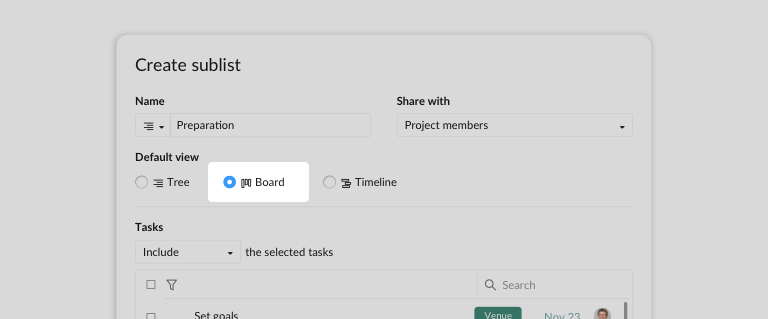 Create sublist
Name
Share with
Preparation
Project members
Default view
Tree
Board
Timeline
Tasks
Include the selected tasks
Search
Set goals
Venue
Nov 23